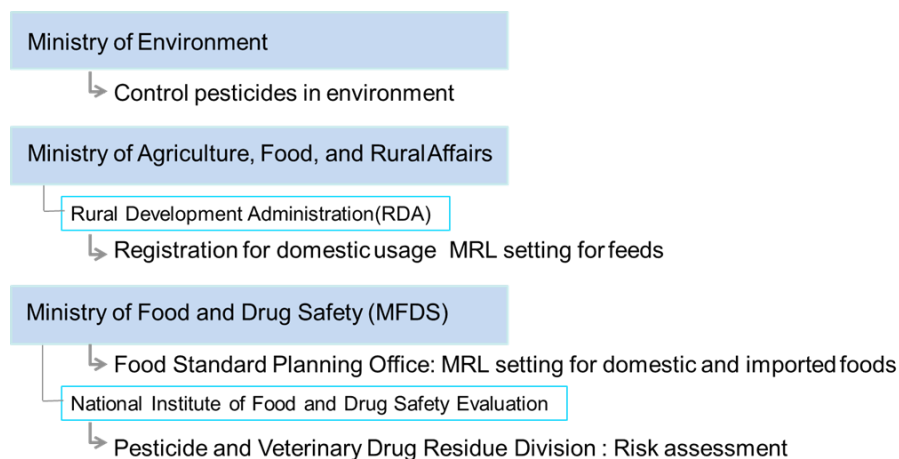 Ministry of Environment
Control pesticides in environment
Ministry of Agriculture, Food, and Rural Affairs
Rural Development Administration(RDA)
Registration for domestic usage MRL setting for feeds
Ministry of Food and Drug Safety (MFDS)
Food Standard Planning Office: MRL setting for domestic and imported foods
National Institute of Food and Drug Safety Evaluation
Pesticide and Veterinary Drug Residue Division : Risk assessment